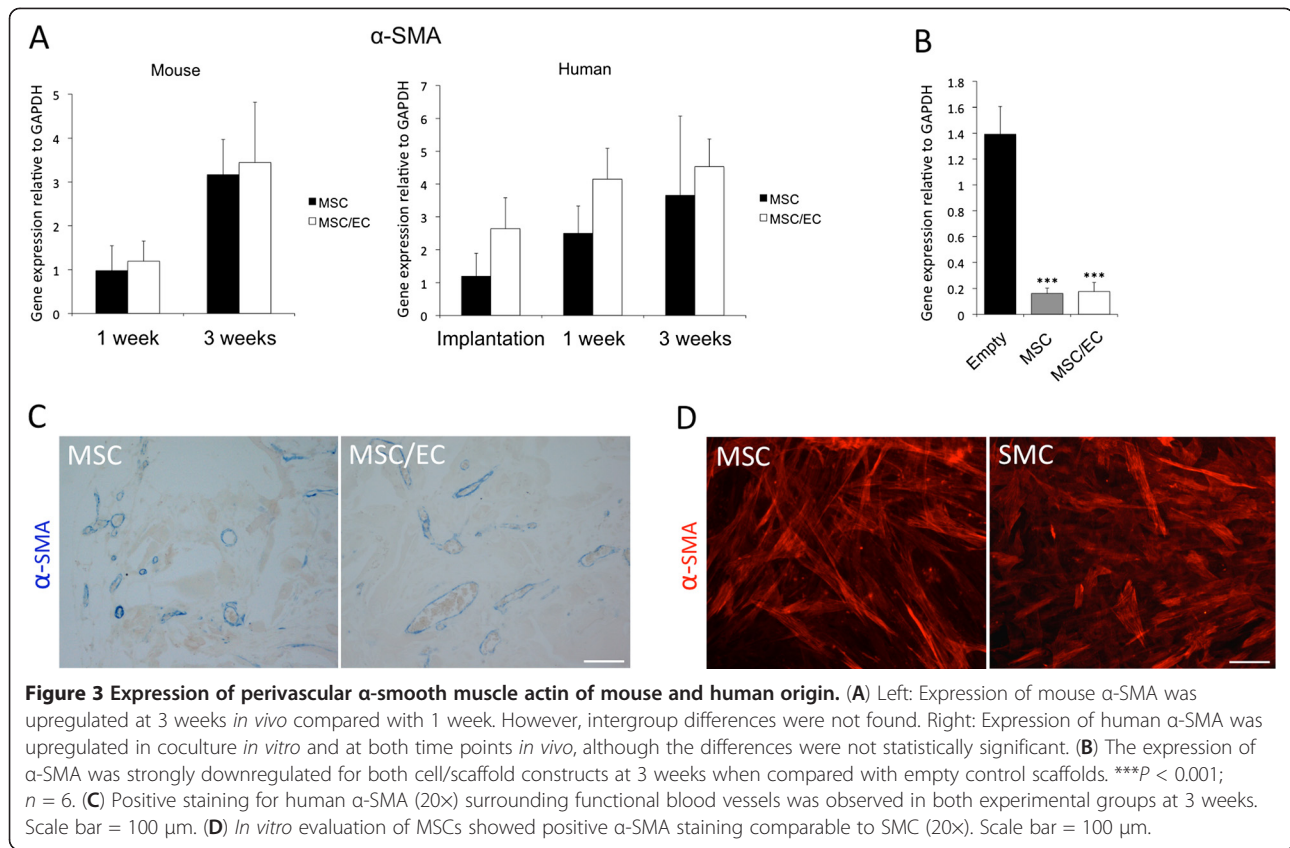 A
α-SMA
B
Mouse
Human
Gene expression relative to GAPDH
5
4
3
2
1
0
1 week
3 weeks
MSC
MSC/EC
Gene expression relative to GAPDH
7
6
5
4
3
2
1
0
Implantation
1 week
3 weeks
MSC
MSC/EC
Gene expression relative to GAPDH
1.8
1.6
1.4
1.2
1
0.8
0.6
0.4
0.2
0
***
***
Empty
MSC
MSC/EC
C
α-SMA
MSC
MSC/EC
D
α-SMA
MSC
SMC
Figure 3 Expression of perivascular α-smooth muscle actin of mouse and human origin. (A) Left: Expression of mouse α-SMA was
upregulated at 3 weeks in vivo compared with 1 week. However, intergroup differences were not found. Right: Expression of human α-SMA was
upregulated in coculture in vitro and at both time points in vivo, although the differences were not statistically significant. (B) The expression of
α-SMA was strongly downregulated for both cell/scaffold constructs at 3 weeks when compared with empty control scaffolds. ***P < 0.001;
n = 6. (C) Positive staining for human α-SMA (20×) surrounding functional blood vessels was observed in both experimental groups at 3 weeks.
Scale bar = 100 μm. (D) In vitro evaluation of MSCs showed positive α-SMA staining comparable to SMC (20×). Scale bar = 100 μm.